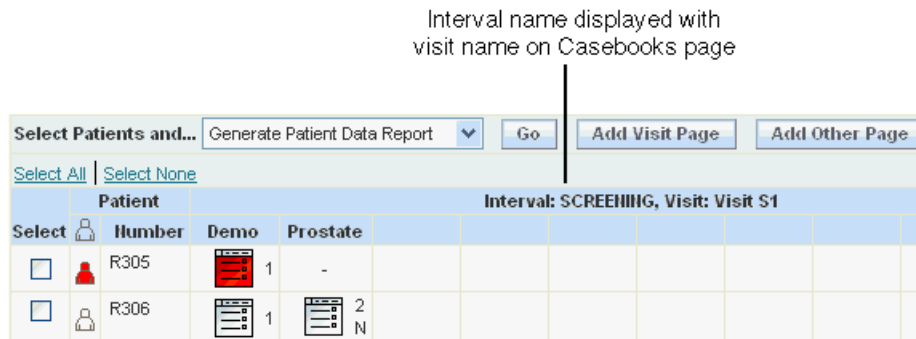 Interval name displayed with
visit name on Casebooks page
Select Patients and... Generate Patient Data Report Go Add Visit Page Add Other Page
Select All Select None
Patient Interval: SCREENING, Visit: Visit S1
Select Number Demo Prostate
R305 1 -
R306 1 2
N